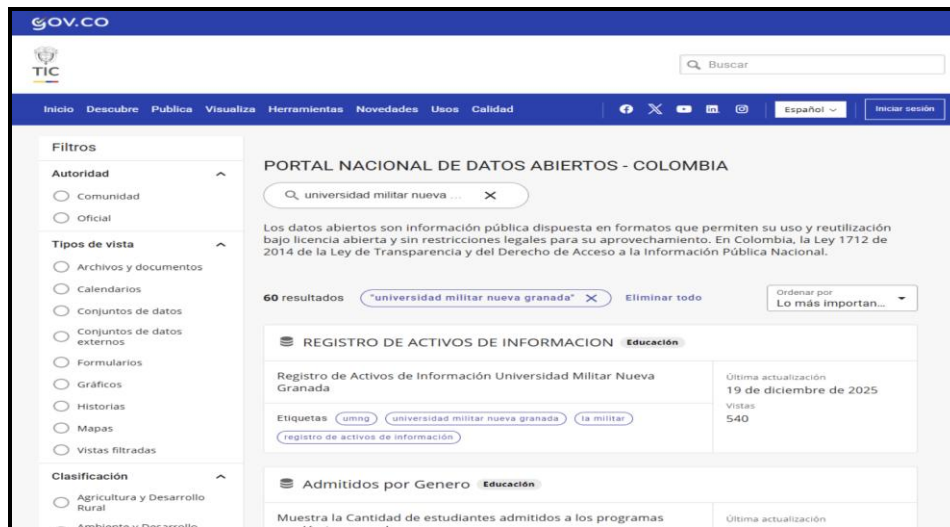 GOV.CO
TIC
Buscar
Inicio Descubre Publica Visualiza Herramientas Novedades Usos Calidad Español Iniciar sesión
Filtros
Autoridad
Comunidad
Oficial
Tipos de vista
Archivos y documentos
Calendarios
Conjuntos de datos
Conjuntos de datos
externos
Formularios
Gráficos
Historias
Mapas
Vistas filtradas
Clasificación
Agricultura y Desarrollo
Rural
Ambiente y Desarrollo
PORTAL NACIONAL DE DATOS ABIERTOS - COLOMBIA
universidad militar nueva ...
Los datos abiertos son información pública dispuesta en formatos que permiten su uso y reutilización
bajo licencia abierta y sin restricciones legales para su aprovechamiento. En Colombia, la Ley 1712 de
2014 de la Ley de Transparencia y del Derecho de Acceso a la Información Pública Nacional.
60 resultados "universidad militar nueva granada" Eliminar todo
Ordenar por
Lo más importan...
REGISTRO DE ACTIVOS DE INFORMACION Educación
Registro de Activos de Información Universidad Militar Nueva
Granada
Etiquetas umng universidad militar nueva granada la militar
registro de activos de información
Última actualización
19 de diciembre de 2025
Vistas
540
Admitidos por Genero Educación
Muestra la Cantidad de estudiantes admitidos a los programas
Última actualización